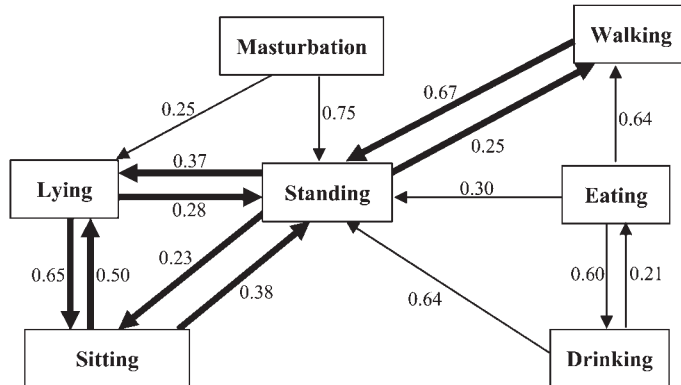 Walking
Masturbation
0.67
0.25
0.75
0.64
0.25
0.37
Lying
Standing
0.30
Eating
0.28
0.23
0.65
0.50
0.38
0.60
0.21
0.64
Sitting
Drinking